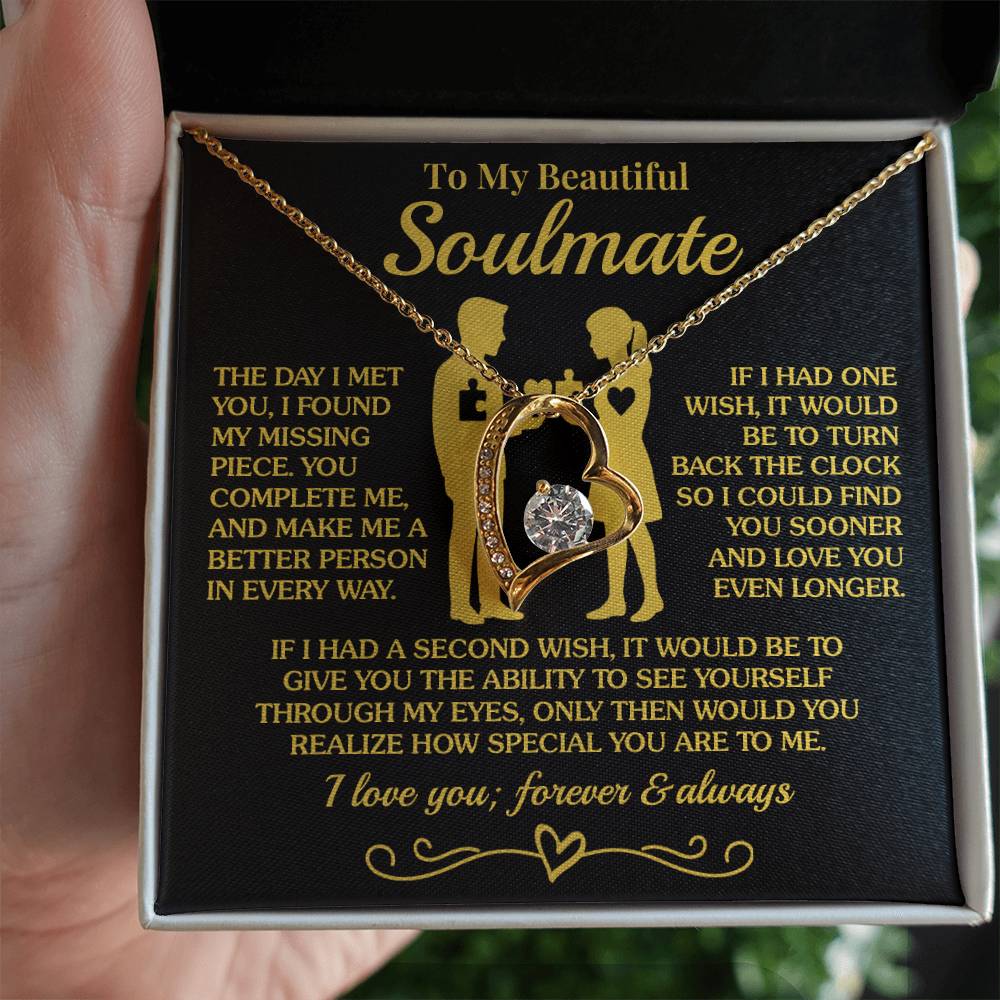 To My Beautiful
Soulmate
THE DAY I MET
YOU, I FOUND
MY MISSING
PIECE. YOU
COMPLETE ME,
AND MAKE ME A
BETTER PERSON
IN EVERY WAY.
IF I HAD ONE
WISH, IT WOULD
BE TO TURN
BACK THE CLOCK
SO I COULD FIND
YOU SOONER
AND LOVE YOU
EVEN LONGER.
IF I HAD A SECOND WISH, IT WOULD BE TO
GIVE YOU THE ABILITY TO SEE YOURSELF
THROUGH MY EYES, ONLY THEN WOULD YOU
REALIZE HOW SPECIAL YOU ARE TO ME.
I love you; forever & always